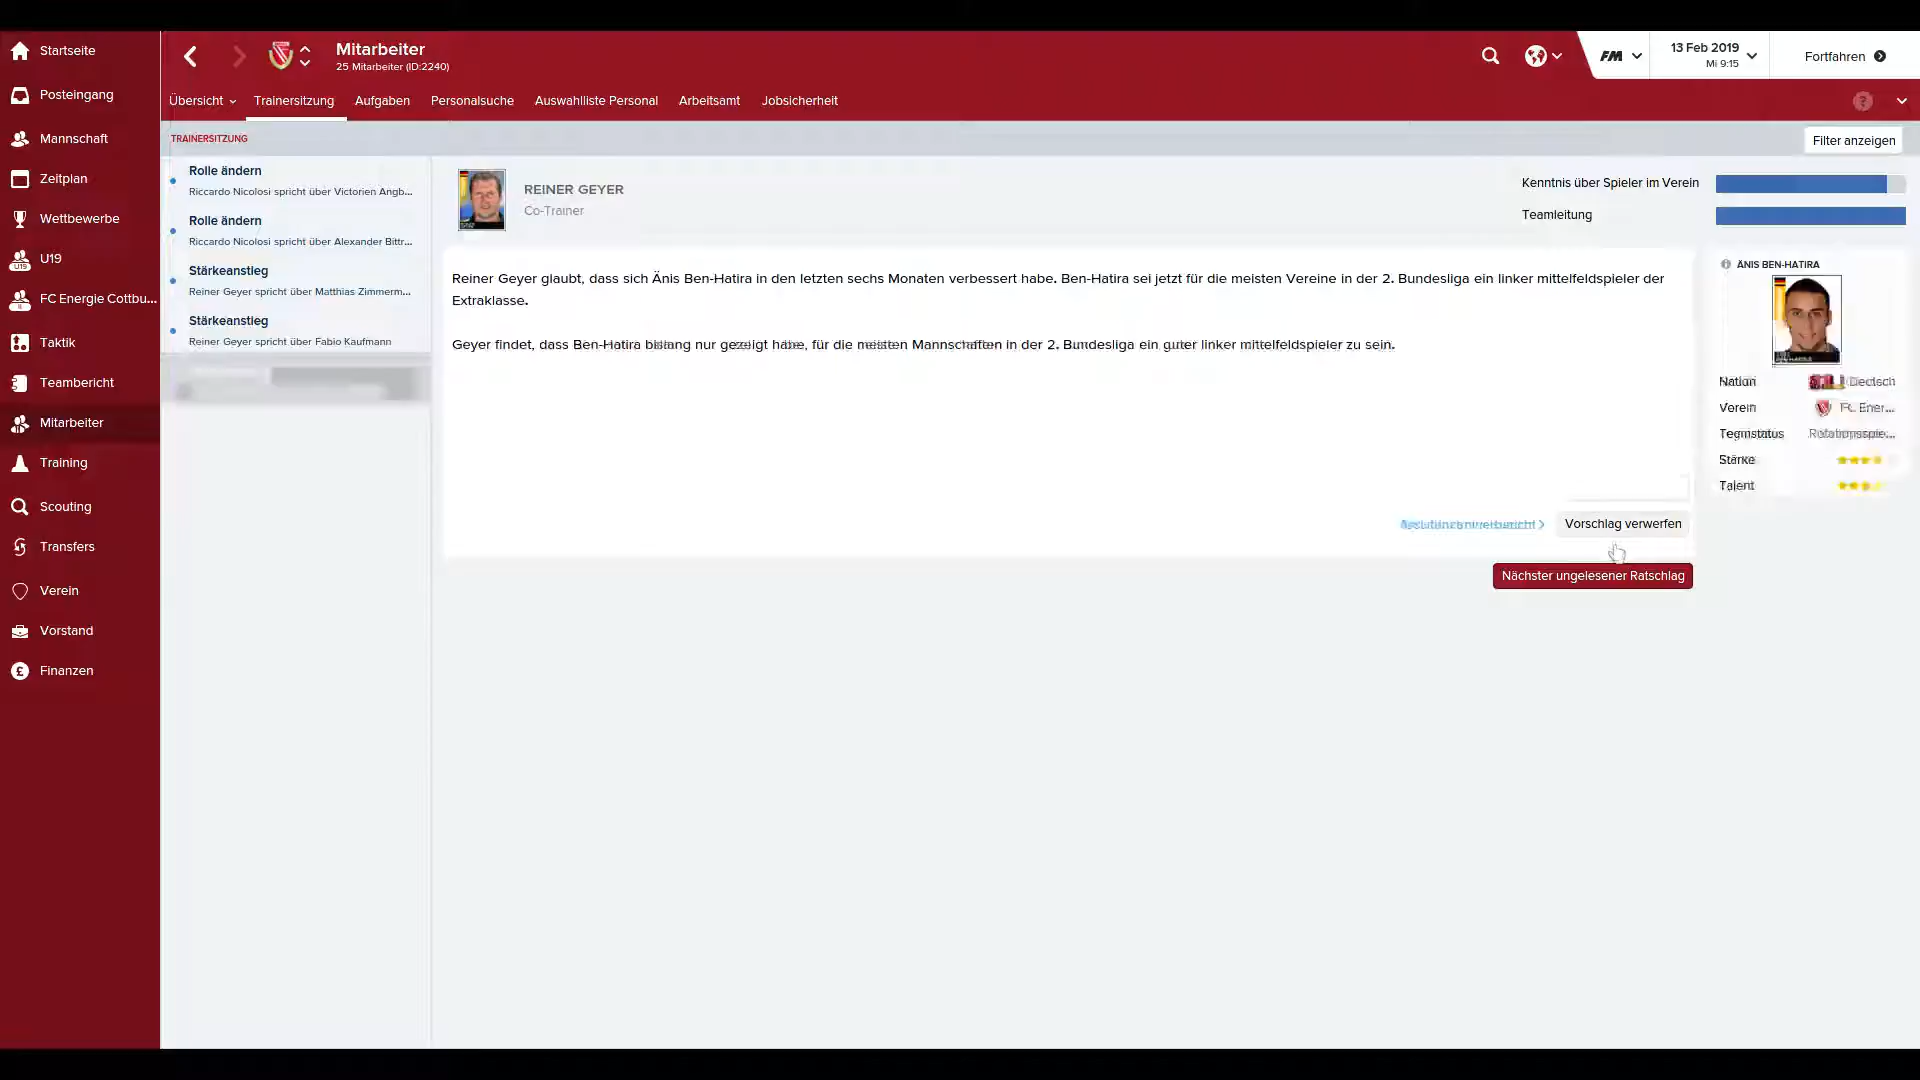 Startseite
Posteingang
Mannschaft
Zeitplan
Wettbewerbe
U19
FC Energie Cottbu...
Taktik
Teambericht
Mitarbeiter
Training
Scouting
Transfers
Verein
Vorstand
Finanzen
Mitarbeiter
25 Mitarbeiter (ID:2240)
FM
13 Feb 2019
Mi 9:15
Fortfahren
Übersicht
Trainersitzung
Aufgaben
Personalsuche
Auswahlliste Personal
Arbeitsamt
Jobsicherheit
TRAINERSITZUNG
Filter anzeigen
Rolle ändern
Riccardo Nicolosi spricht über Victorien Angb...
Rolle ändern
Riccardo Nicolosi spricht über Alexander Bittr...
Stärkeanstieg
Reiner Geyer spricht über Matthias Zimmerm...
Stärkeanstieg
Reiner Geyer spricht über Fabio Kaufmann
REINER GEYER
Co-Trainer
Kenntnis über Spieler im Verein
Teamleitung
Reiner Geyer glaubt, dass sich Änis Ben-Hatira in den letzten sechs Monaten verbessert habe. Ben-Hatira sei jetzt für die meisten Vereine in der 2. Bundesliga ein linker mittelfeldspieler der
Extraklasse.
Geyer findet, dass Ben-Hatira bislang nur gezeigt habe, für die meisten Mannschaften in der 2. Bundesliga ein guter linker mittelfeldspieler zu sein.
Vorschlag verwerfen
Nächster ungelesener Ratschlag
ÄNIS BEN-HATIRA
Nation
Deutsch
Verein
FC Ener...
Teamstatus
Rotationsspie...
Stärke
Talent